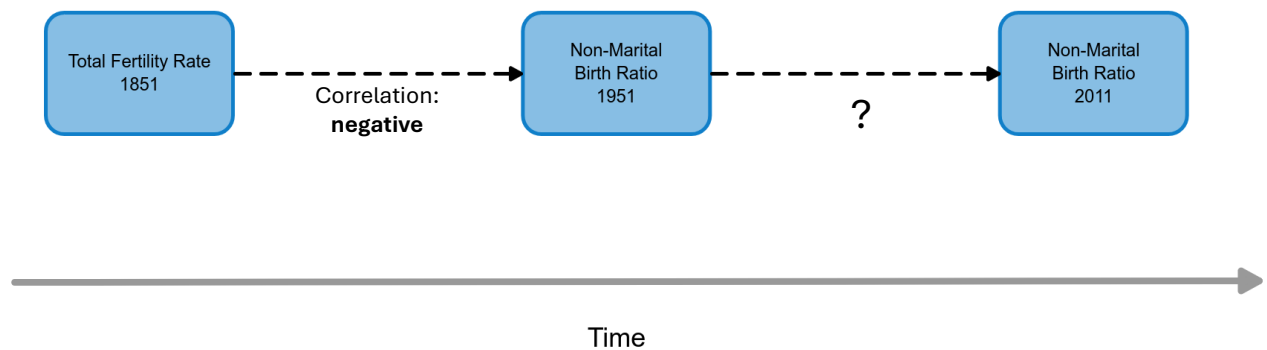 Total Fertility Rate
1851
Correlation:
negative
Non-Marital
Birth Ratio
1951
?
Non-Marital
Birth Ratio
2011
Time